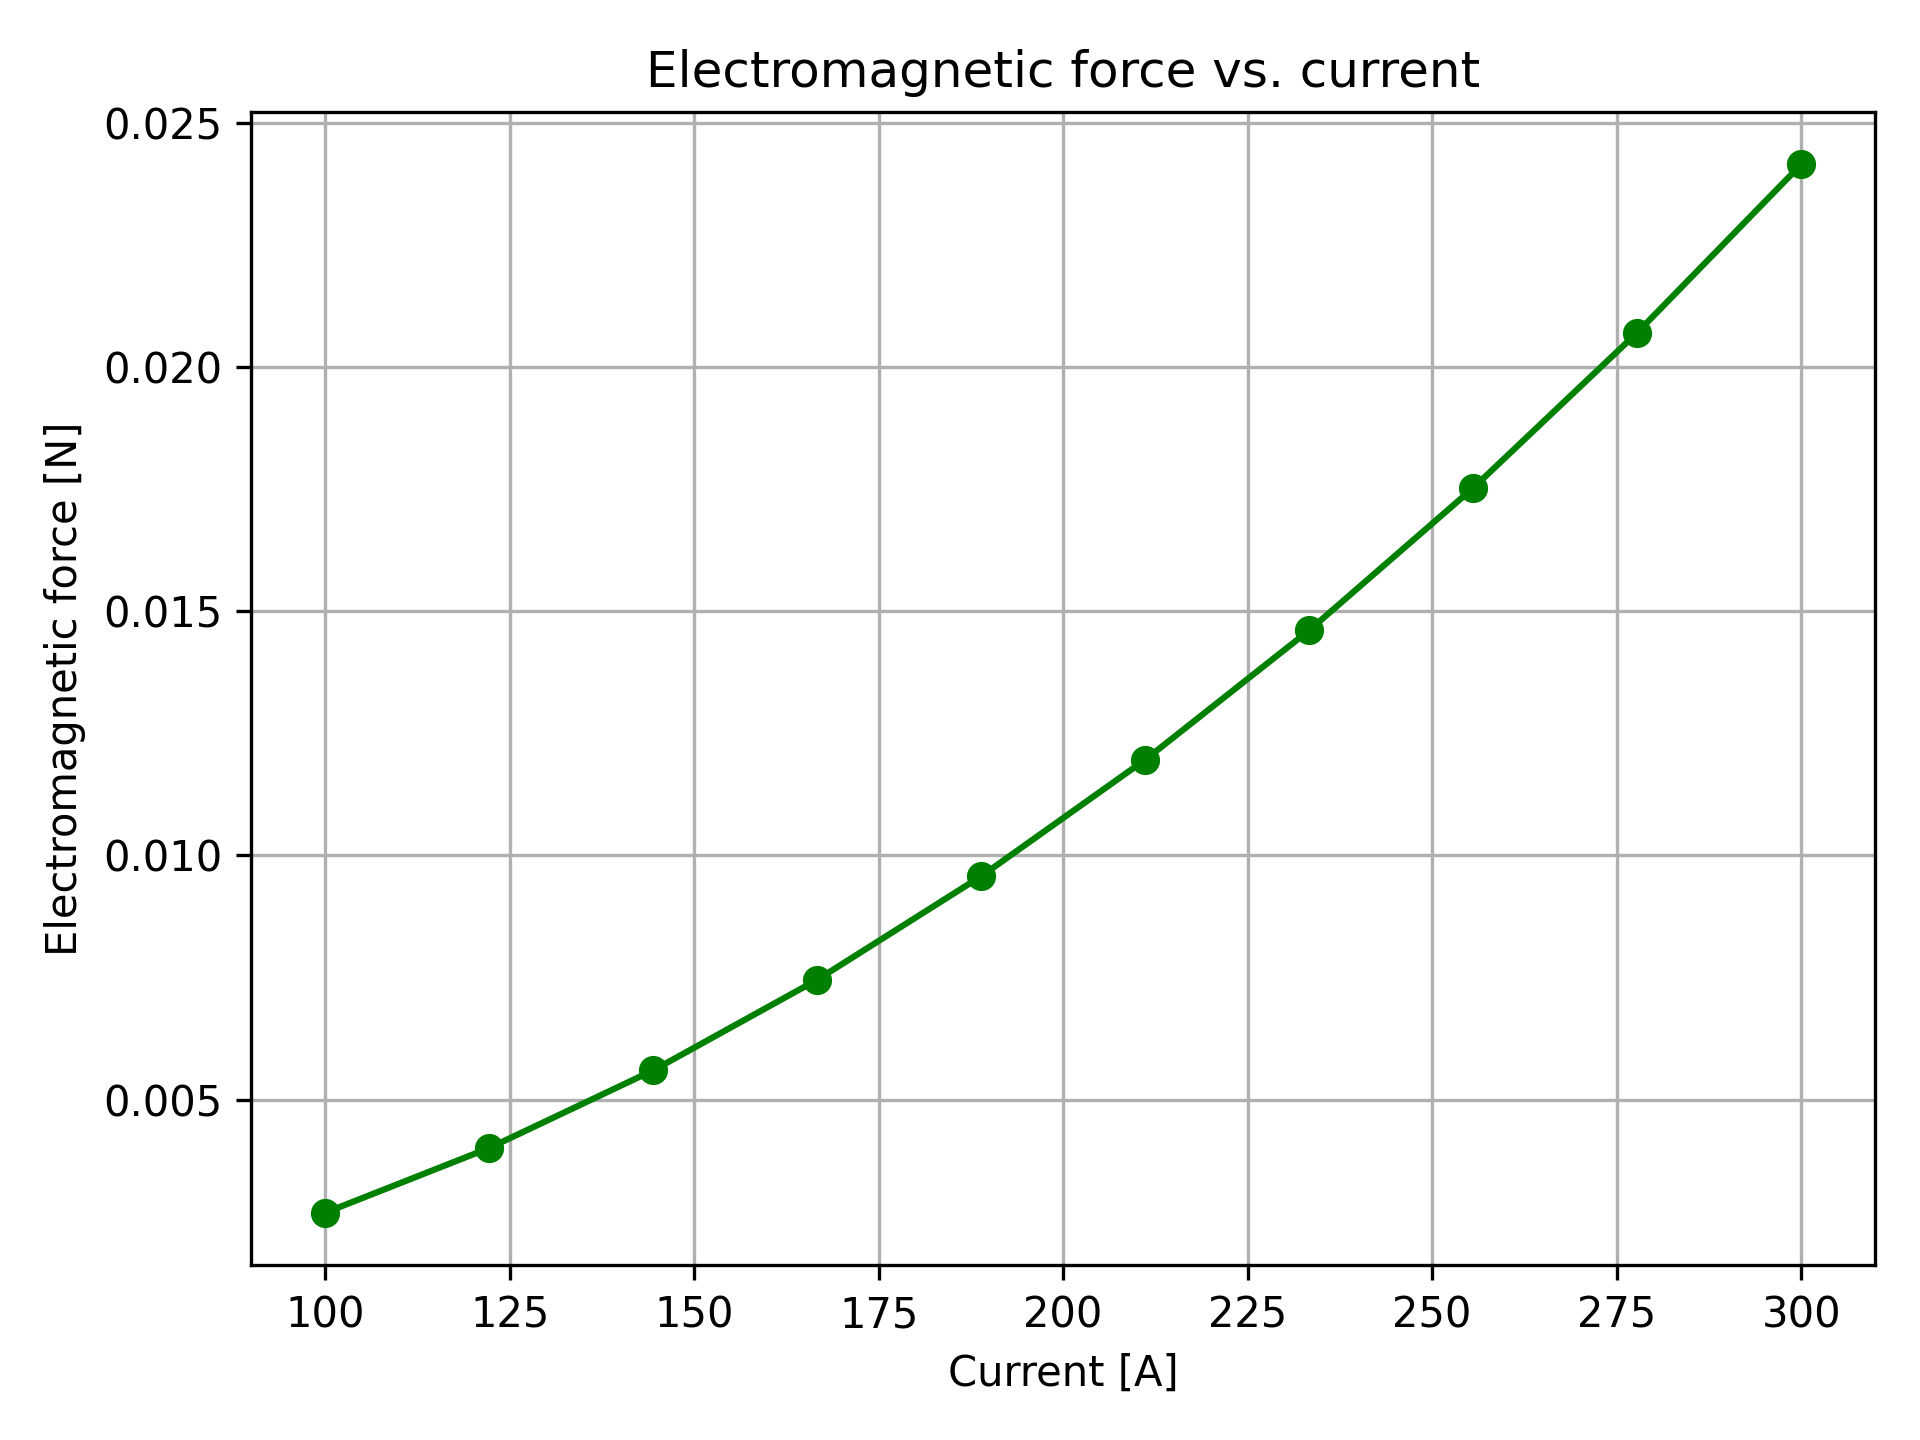 Electromagnetic force vs. current
0.025
0.020
0.015
0.010
0.005
Electromagnetic force [N]
100 125 150 175 200 225 250 275 300
Current [A]